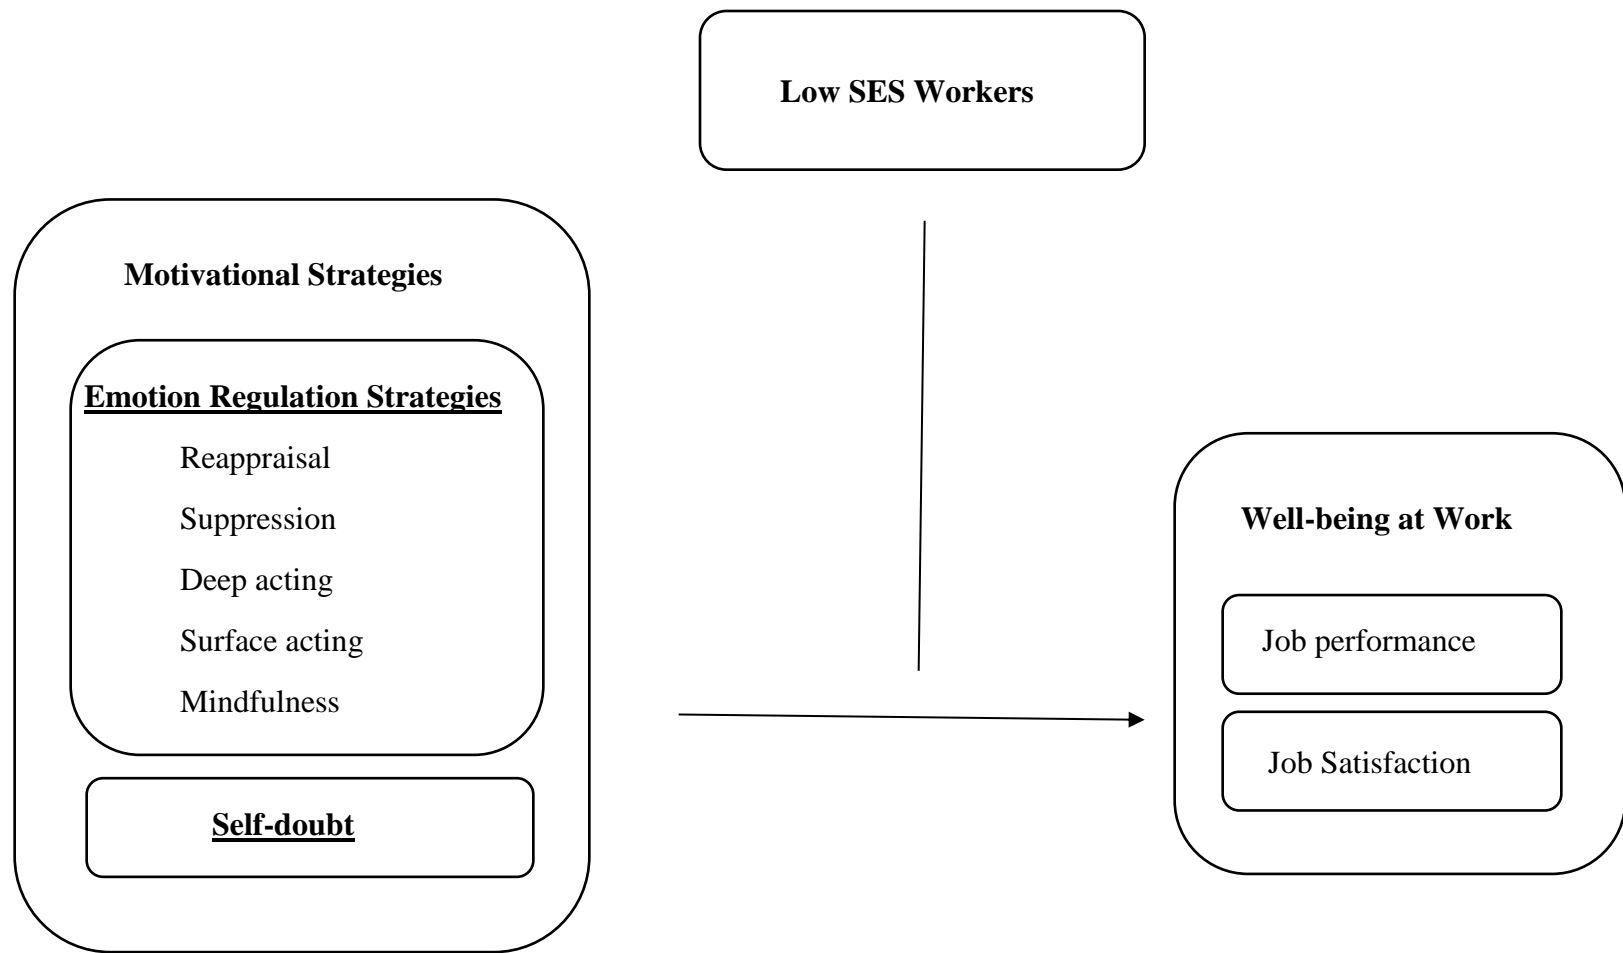 Low SES Workers
Motivational Strategies
Emotion Regulation Strategies
Reappraisal
Suppression
Deep acting
Surface acting
Mindfulness
Self-doubt
Well-being at Work
Job performance
Job Satisfaction